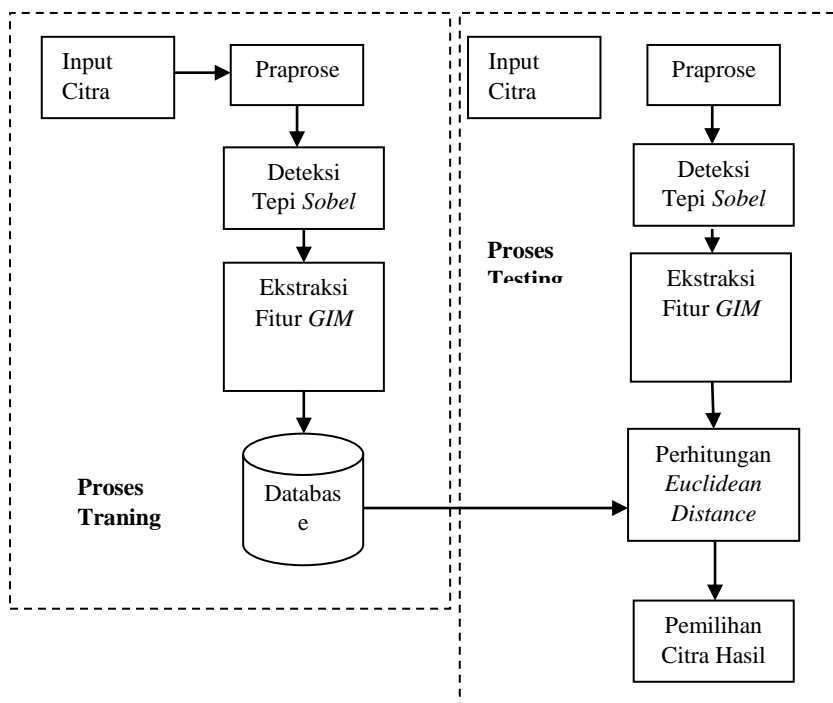 Input
Citra
Praprose
Deteksi
Tepi Sobel
Ekstraksi
Fitur GIM
Databas
e
Proses
Traning
Input
Citra
Praprose
Deteksi
Tepi Sobel
Proses
Testing
Ekstraksi
Fitur GIM
Perhitungan
Euclidean
Distance
Pemilihan
Citra Hasil